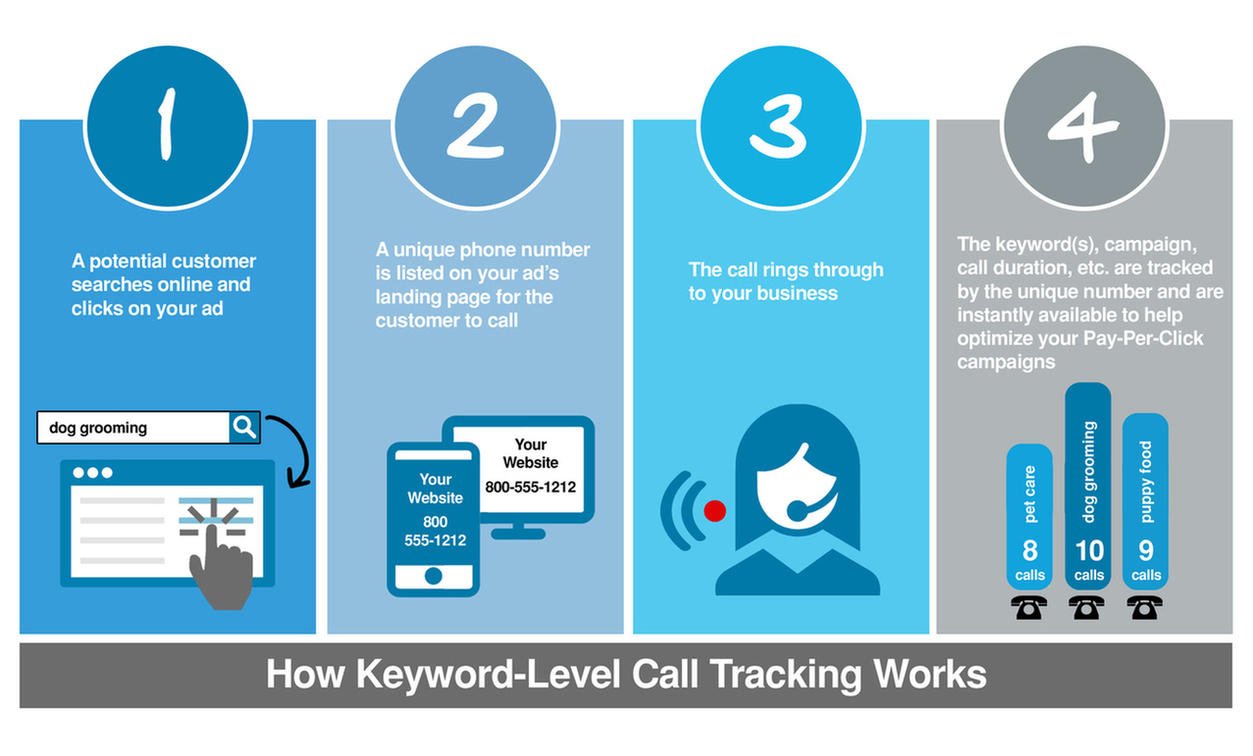 1
A potential customer
searches online and
clicks on your ad
dog grooming
2
A unique phone number
is listed on your ad's
landing page for the
customer to call
Your
Website
800-555-1212
Your
Website
800
555-1212
3
The call rings through
to your business
4
The keyword(s), campaign,
call duration, etc. are tracked
by the unique number and are
instantly available to help
optimize your Pay-Per-Click
campaigns
pet care
8
calls
dog grooming
10
calls
puppy food
9
calls
How Keyword-Level Call Tracking Works